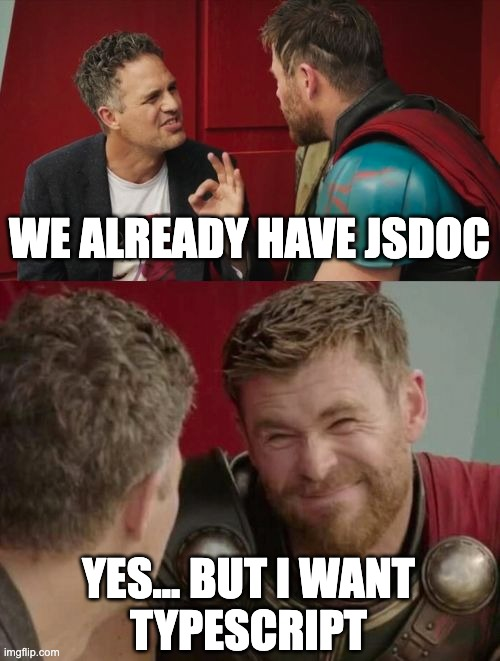 WE ALREADY HAVE JSDOC
YES... BUT I WANT
TYPESCRIPT
imgflip.com